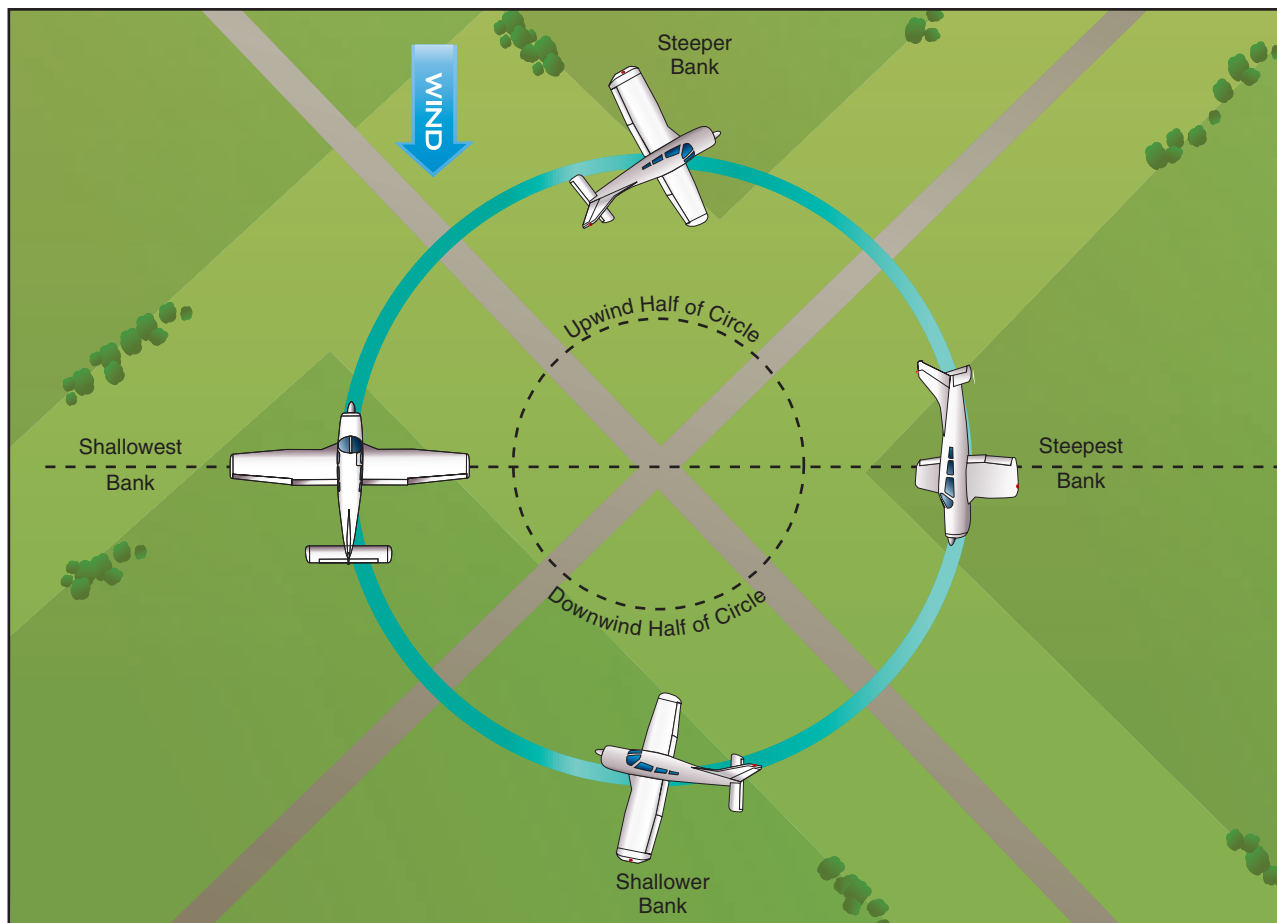 Steeper
Bank
WIND
Upwind Half of Circle
Shallowest
Bank
Steepest
Bank
Downwind Half of Circle
Shallower
Bank